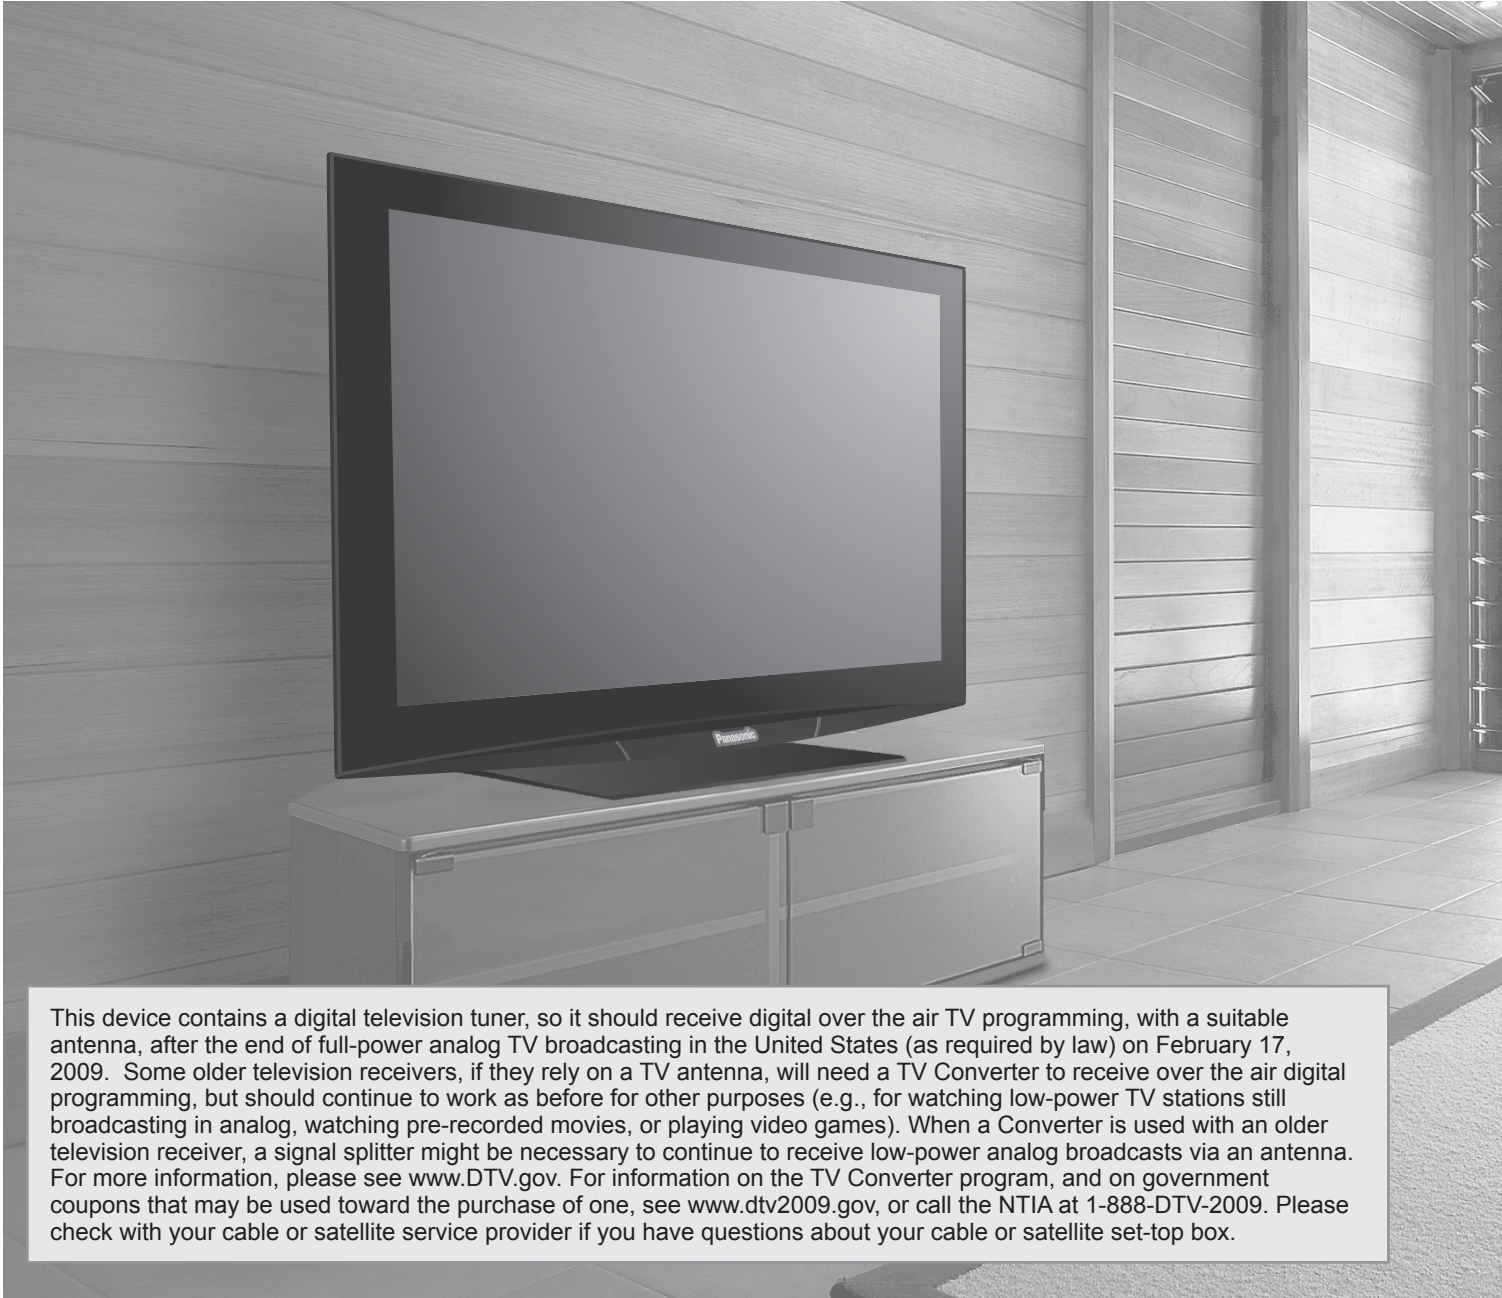 Panasonic
This device contains a digital television tuner, so it should receive digital over the air TV programming, with a suitable
antenna, after the end of full-power analog TV broadcasting in the United States (as required by law) on February 17,
2009.  Some older television receivers, if they rely on a TV antenna, will need a TV Converter to receive over the air digital
programming, but should continue to work as before for other purposes (e.g., for watching low-power TV stations still
broadcasting in analog, watching pre-recorded movies, or playing video games). When a Converter is used with an older
television receiver, a signal splitter might be necessary to continue to receive low-power analog broadcasts via an antenna.
For more information, please see www.DTV.gov. For information on the TV Converter program, and on government
coupons that may be used toward the purchase of one, see www.dtv2009.gov, or call the NTIA at 1-888-DTV-2009. Please
check with your cable or satellite service provider if you have questions about your cable or satellite set-top box.